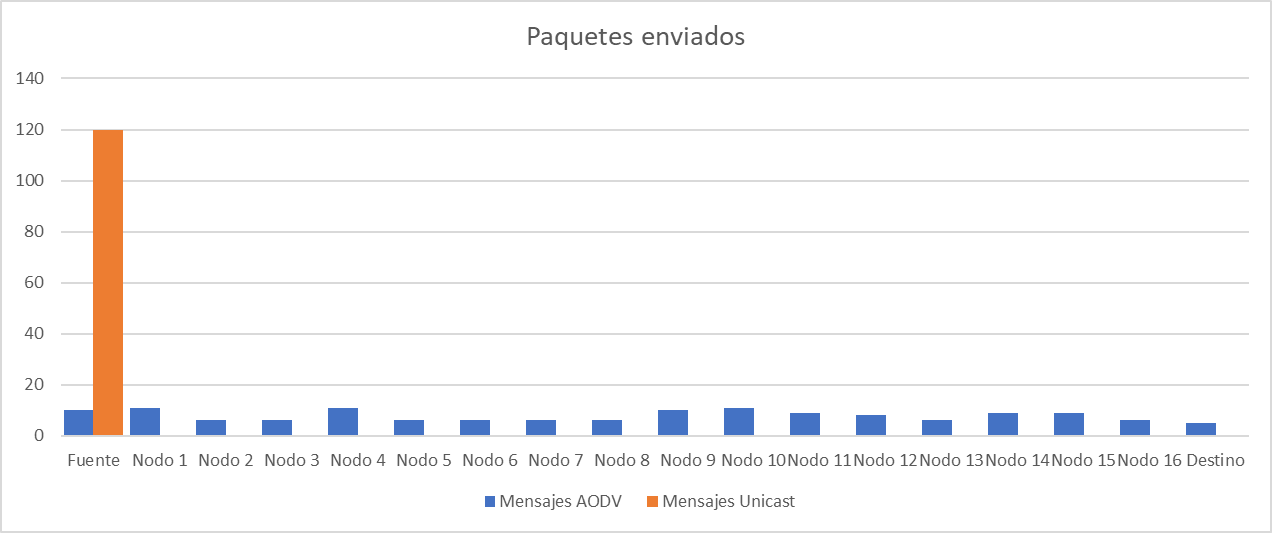 Paquetes enviados
140
120
100
80
60
40
20
0
Fuente Nodo 1 Nodo 2 Nodo 3 Nodo 4 Nodo 5 Nodo 6 Nodo 7 Nodo 8 Nodo 9 Nodo 10 Nodo 11 Nodo 12 Nodo 13 Nodo 14 Nodo 15 Nodo 16 Destino
Mensajes AODV Mensajes Unicast